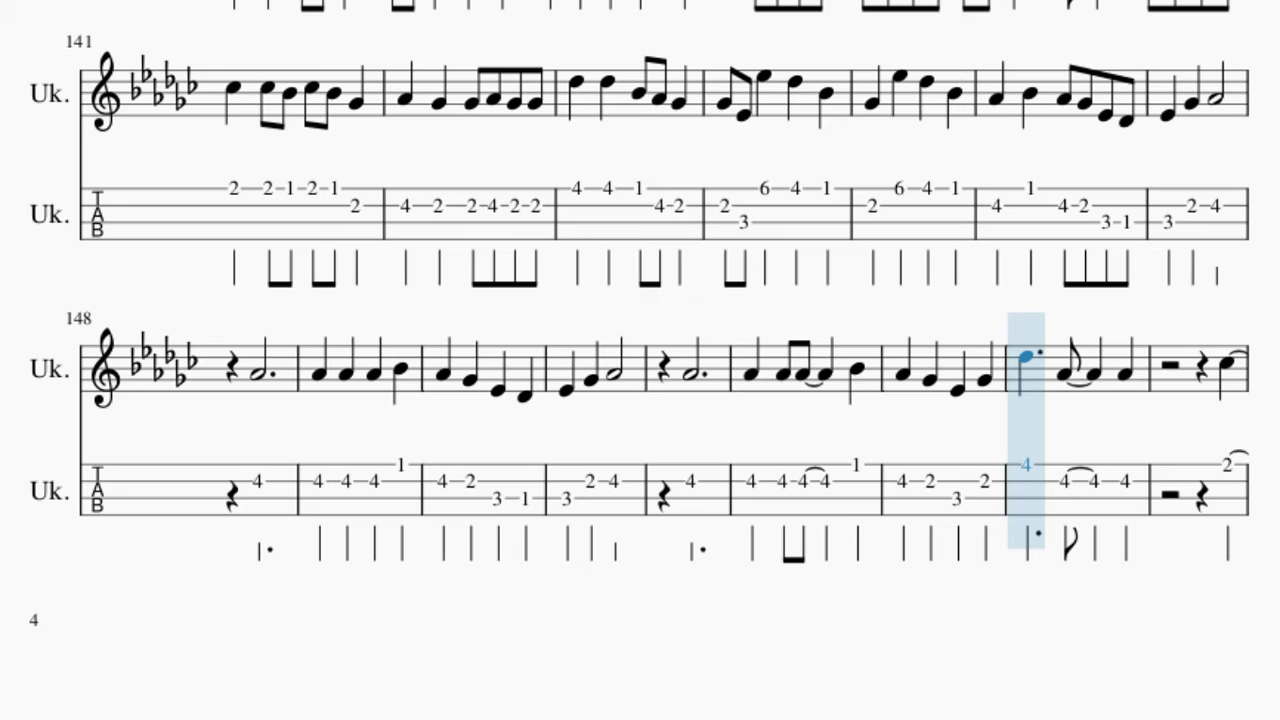 141
Uk.
2 2 1 2 1 4 4 1 6 4 1 6 4 1 1
2 4 2 2 4 2 2 4 2 2 2 4 4 2 2 4
3 3 1 3
Uk.
148
Uk.
1 1 4 2
4 4 4 4 4 2 2 4 4 4 4 4 4 4 2 2 4 4 4
3 1 3 3
Uk.
4